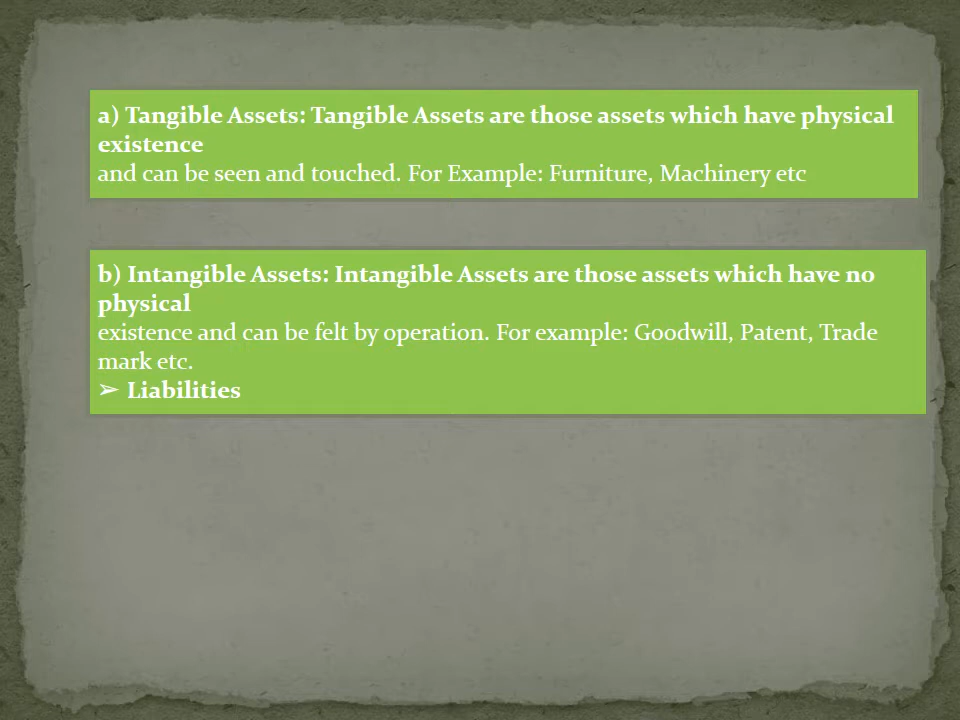 a) Tangible Assets: Tangible Assets are those assets which have physical
existence
and can be seen and touched. For Example: Furniture, Machinery etc
b) Intangible Assets: Intangible Assets are those assets which have no
physical
existence and can be felt by operation. For example: Goodwill, Patent, Trade
mark etc.
➢ Liabilities